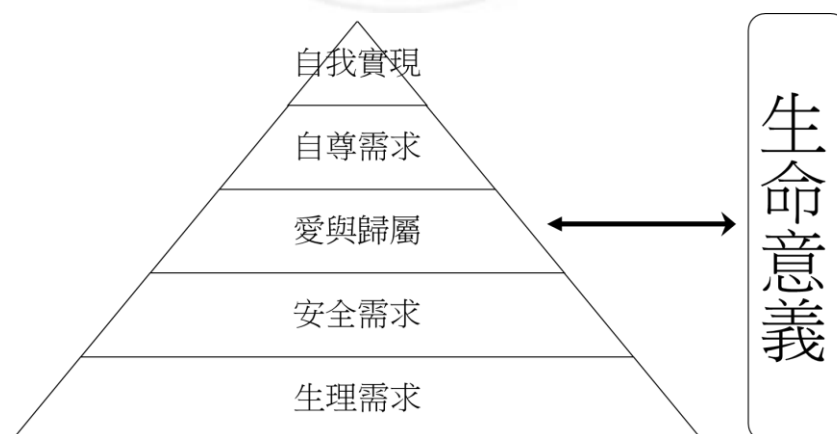 自我實現
自尊需求
愛與歸屬
安全需求
生理需求
生命意義